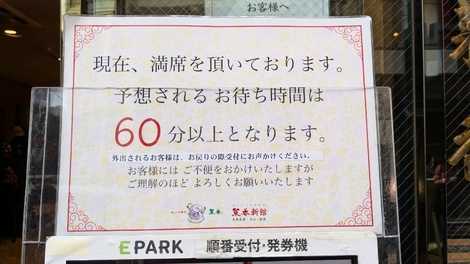 お客様へ
現在、満席を頂いております。
予想される お待ち時間は
60分以上となります。
外出されるお客様は、お戻りの際受付にお声かけください。
お客様には ご不便をおかけいたしますが
ご理解のほど よろしくお願いいたします
EPARK 順番受付・発券機